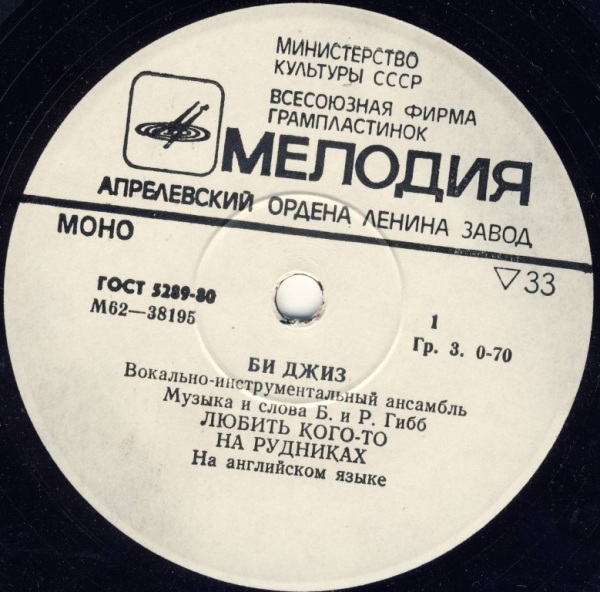 МИНИСТЕРСТВО
КУЛЬТУРЫ СССР
ВСЕСОЮЗНАЯ ФИРМА
ГРАМПЛАСТИНОК
МЕЛОДИЯ
АПРЕЛЕВСКИЙ ОРДЕНА ЛЕНИНА ЗАВОД
МОНО
▽33
ГОСТ 5289-80
М62—38195
1
Гр. 3. 0-70
БИ ДЖИЗ
Вокально-инструментальный ансамбль
Музыка и слова Б. и Р. Гибб
ЛЮБИТЬ КОГО-ТО
НА РУДНИКАХ
На английском языке